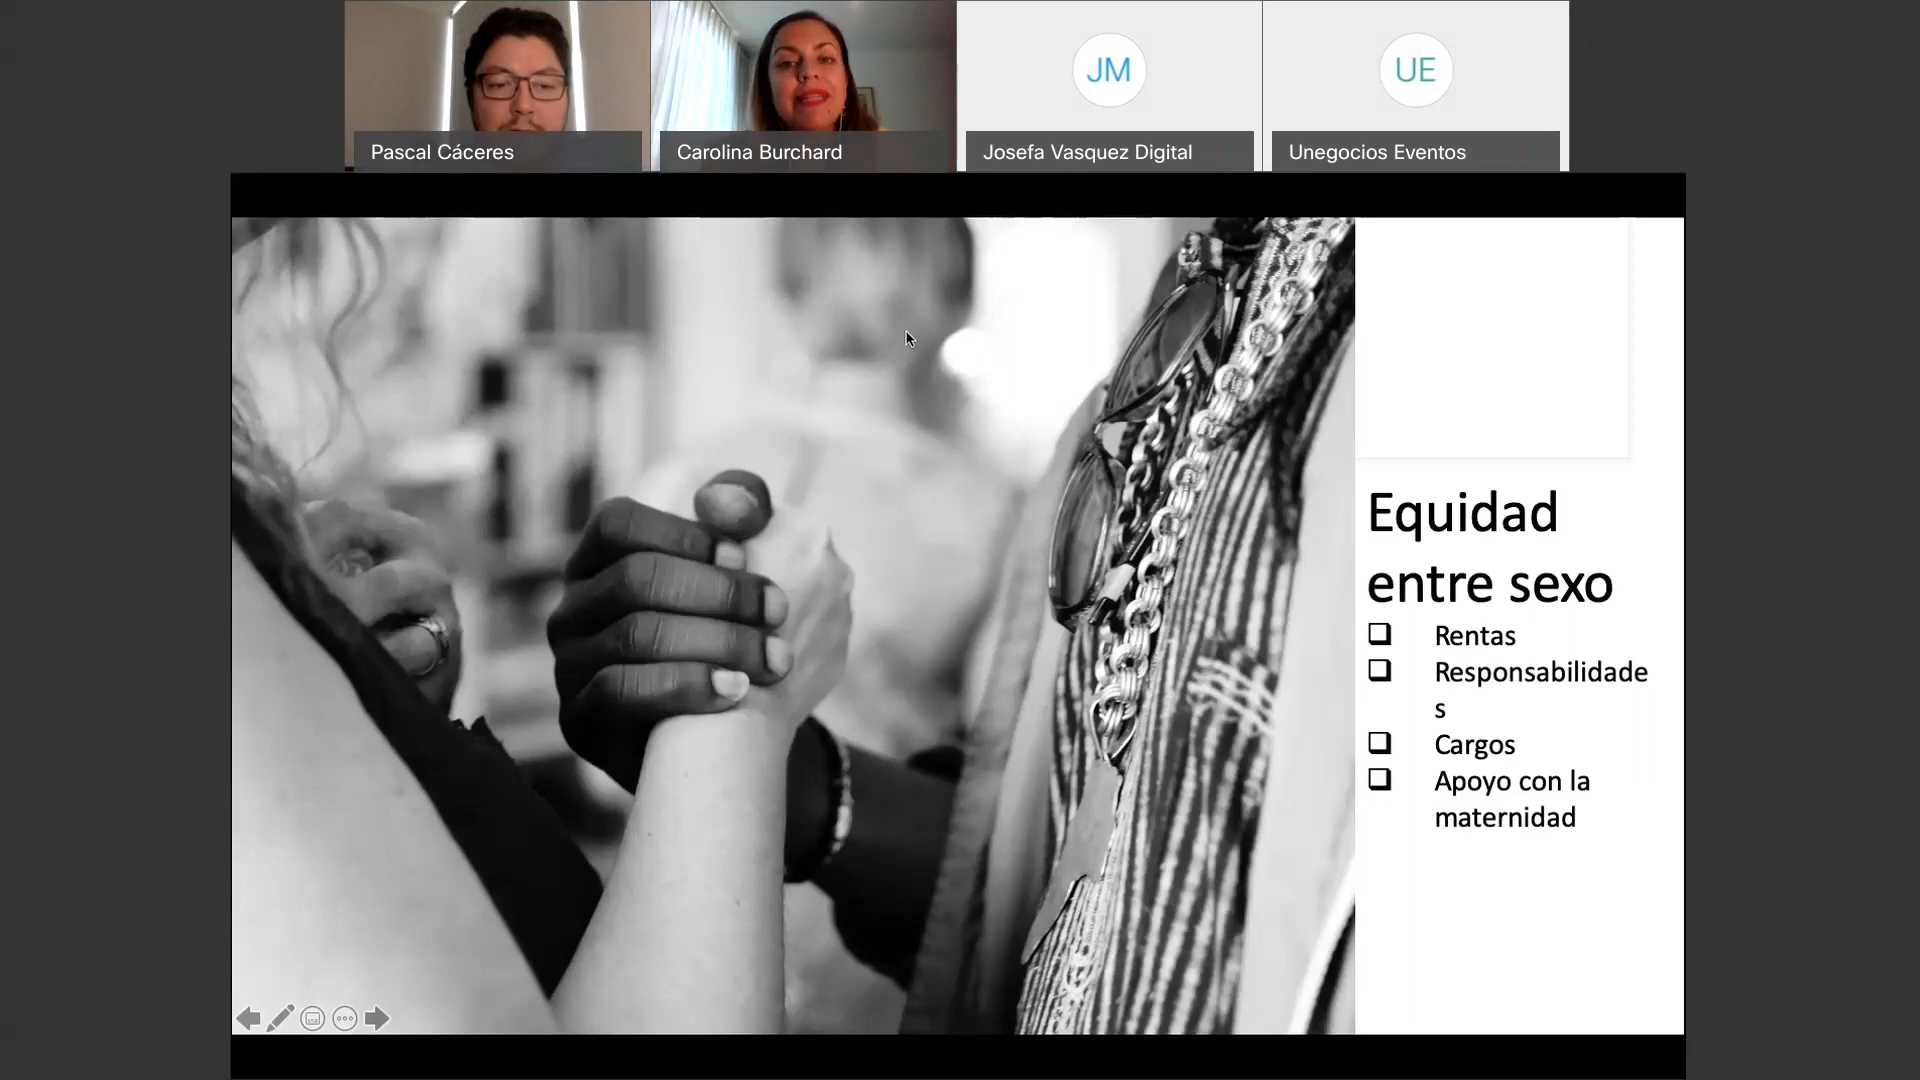 Pascal Cáceres
Carolina Burchard
JM
Josefa Vasquez Digital
UE
Unegocios Eventos
Equidad
entre sexo
Rentas
Responsabilidade
s
Cargos
Apoyo con la
maternidad